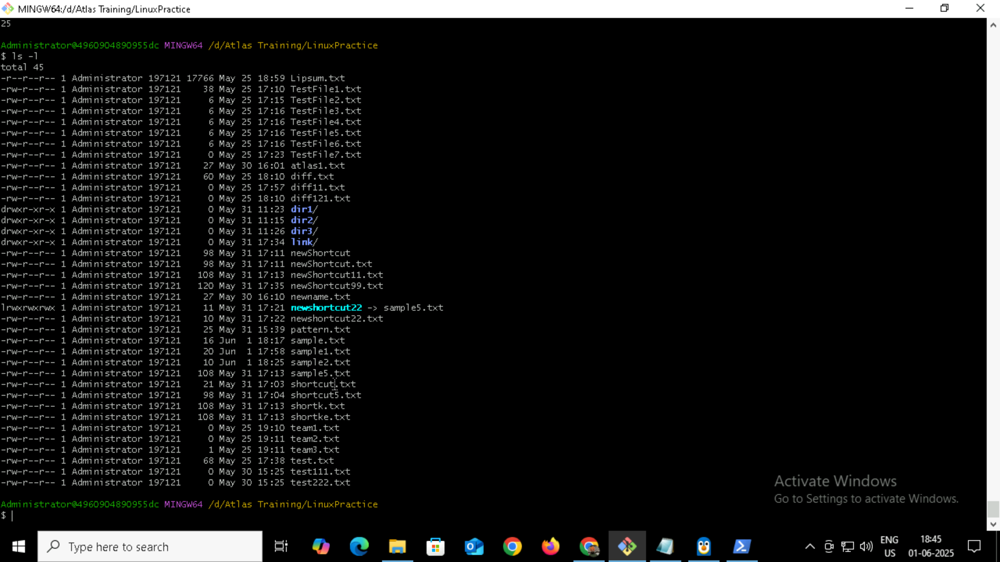 MINGW64:/d/Atlas Training/LinuxPractice
25
Administrator@4960904890955dc MINGW64 /d/Atlas Training/LinuxPractice
$ ls -l
total 45
-r--r--r-- 1 Administrator 197121 17766 May 25 18:59 Lipsum.txt
-rw-r--r-- 1 Administrator 197121    38 May 25 17:10 TestFile1.txt
-rw-r--r-- 1 Administrator 197121     6 May 25 17:15 TestFile2.txt
-rw-r--r-- 1 Administrator 197121     6 May 25 17:16 TestFile3.txt
-rw-r--r-- 1 Administrator 197121     6 May 25 17:16 TestFile4.txt
-rw-r--r-- 1 Administrator 197121     6 May 25 17:16 TestFile5.txt
-rw-r--r-- 1 Administrator 197121     6 May 25 17:16 TestFile6.txt
-rw-r--r-- 1 Administrator 197121     0 May 25 17:23 TestFile7.txt
-rw-r--r-- 1 Administrator 197121    27 May 30 16:01 atlas1.txt
-rw-r--r-- 1 Administrator 197121    60 May 25 18:10 diff.txt
-rw-r--r-- 1 Administrator 197121     0 May 25 17:57 diff11.txt
-rw-r--r-- 1 Administrator 197121     0 May 25 18:10 diff121.txt
drwxr-xr-x 1 Administrator 197121     0 May 31 11:23 dir1/
drwxr-xr-x 1 Administrator 197121     0 May 31 11:15 dir2/
drwxr-xr-x 1 Administrator 197121     0 May 31 11:26 dir3/
drwxr-xr-x 1 Administrator 197121     0 May 31 17:34 link/
-rw-r--r-- 1 Administrator 197121    98 May 31 17:11 newShortcut
-rw-r--r-- 1 Administrator 197121    98 May 31 17:11 newShortcut.txt
-rw-r--r-- 1 Administrator 197121   108 May 31 17:13 newShortcut11.txt
-rw-r--r-- 1 Administrator 197121   120 May 31 17:35 newShortcut99.txt
-rw-r--r-- 1 Administrator 197121    27 May 30 16:10 newname.txt
lrwxrwxrwx 1 Administrator 197121    11 May 31 17:21 newshortcut22 -> sample5.txt
-rw-r--r-- 1 Administrator 197121    10 May 31 17:22 newshortcut22.txt
-rw-r--r-- 1 Administrator 197121    25 May 31 15:39 pattern.txt
-rw-r--r-- 1 Administrator 197121    16 Jun  1 18:17 sample.txt
-rw-r--r-- 1 Administrator 197121    20 Jun  1 17:58 sample1.txt
-rw-r--r-- 1 Administrator 197121    10 Jun  1 18:25 sample2.txt
-rw-r--r-- 1 Administrator 197121   108 May 31 17:13 sample5.txt
-rw-r--r-- 1 Administrator 197121    21 May 31 17:03 shortcut.txt
-rw-r--r-- 1 Administrator 197121    98 May 31 17:04 shortcut5.txt
-rw-r--r-- 1 Administrator 197121   108 May 31 17:13 shortk.txt
-rw-r--r-- 1 Administrator 197121   108 May 31 17:13 shortke.txt
-rw-r--r-- 1 Administrator 197121     0 May 25 19:10 team1.txt
-rw-r--r-- 1 Administrator 197121     0 May 25 19:11 team2.txt
-rw-r--r-- 1 Administrator 197121     1 May 25 19:11 team3.txt
-rw-r--r-- 1 Administrator 197121    68 May 25 17:38 test.txt
-rw-r--r-- 1 Administrator 197121     0 May 30 15:25 test111.txt
-rw-r--r-- 1 Administrator 197121     0 May 30 15:25 test222.txt
Administrator@4960904890955dc MINGW64 /d/Atlas Training/LinuxPractice
$
Activate Windows
Go to Settings to activate Windows.
Type here to search
ENG
US
18:45
01-06-2025